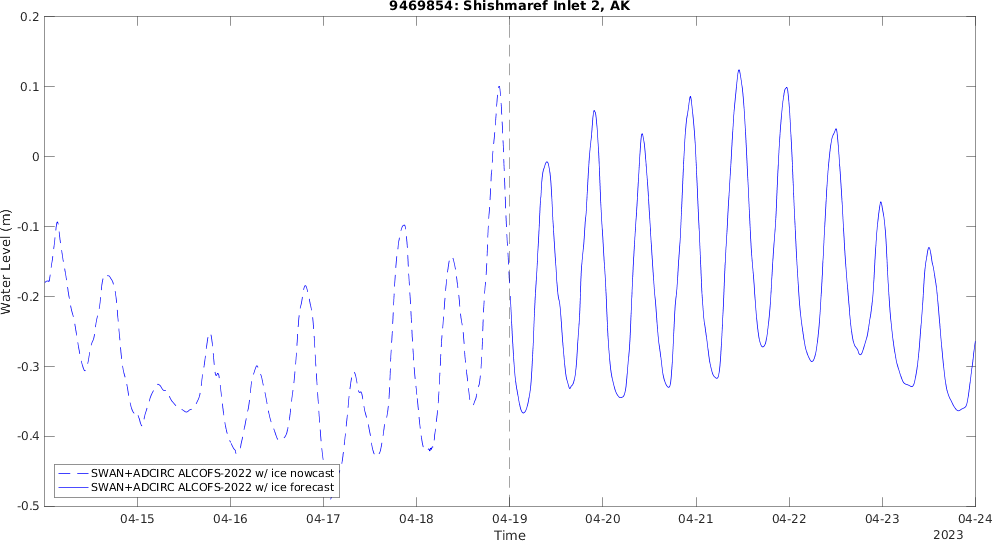 9469854: Shishmaref Inlet 2, AK
0.2
0.1
0
-0.1
-0.2
-0.3
-0.4
-0.5
Water Level (m)
SWAN+ADCIRC ALCOFS-2022 w/ ice nowcast
SWAN+ADCIRC ALCOFS-2022 w/ ice forecast
04-15 04-16 04-17 04-18 04-19 04-20 04-21 04-22 04-23 04-24
Time
2023